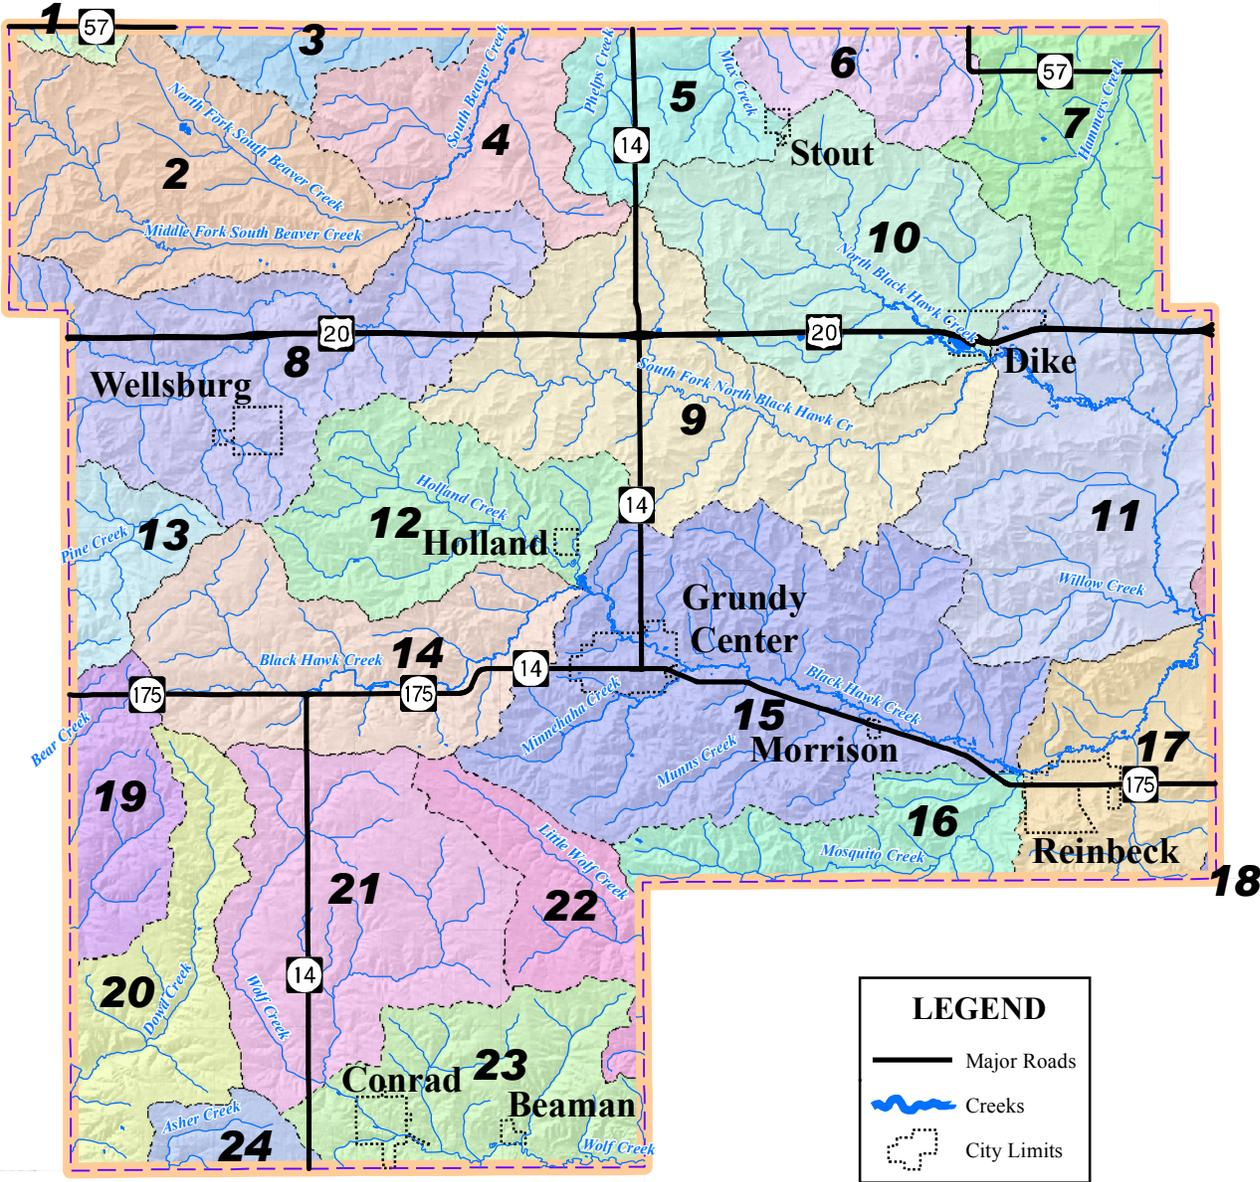 1
57
3
6
57
North Fork South Beaver Creek
South Beaver Creek
Phelps Creek
5
Max Creek
7
Hammers Creek
2
4
14
Stout
Middle Fork South Beaver Creek
10
North Black Hawk Creek
20
20
8
Dike
Wellsburg
South Fork North Black Hawk Cr
9
Holland Creek
14
13
12
Holland
11
Pine Creek
Willow Creek
Grundy
Center
Black Hawk Creek
14
14
175
175
Minnehaha Creek
Black Hawk Creek
15
Morrison
Munns Creek
Bear Creek
17
175
19
16
Mosquito Creek
Reinbeck
Little Wolf Creek
18
21
22
20
Dowd Creek
14
Wolf Creek
23
Conrad
Beaman
Asher Creek
24
Wolf Creek
LEGEND
Major Roads
Creeks
City Limits